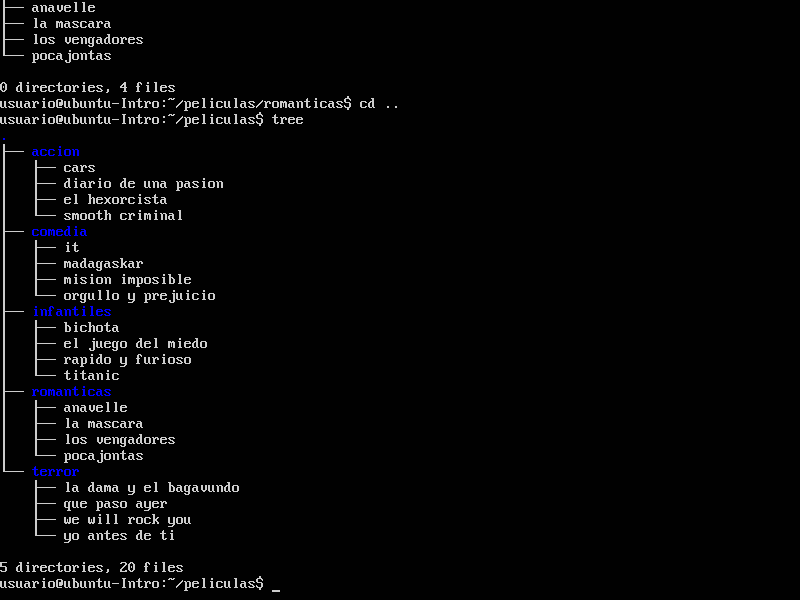 ├── anavelle
├── la mascara
├── los vengadores
└── pocajontas
0 directories, 4 files
usuario@ubuntu-Intro:~/peliculas/romanticas$ cd ..
usuario@ubuntu-Intro:~/peliculas$ tree
.
├── accion
│   ├── cars
│   ├── diario de una pasion
│   ├── el hexorcista
│   └── smooth criminal
├── comedia
│   ├── it
│   ├── madagaskar
│   ├── mision imposible
│   └── orgullo y prejuicio
├── infantiles
│   ├── bichota
│   ├── el juego del miedo
│   ├── rapido y furioso
│   └── titanic
├── romanticas
│   ├── anavelle
│   ├── la mascara
│   ├── los vengadores
│   └── pocajontas
└── terror
    ├── la dama y el bagavundo
    ├── que paso ayer
    ├── we will rock you
    └── yo antes de ti
5 directories, 20 files
usuario@ubuntu-Intro:~/peliculas$ _